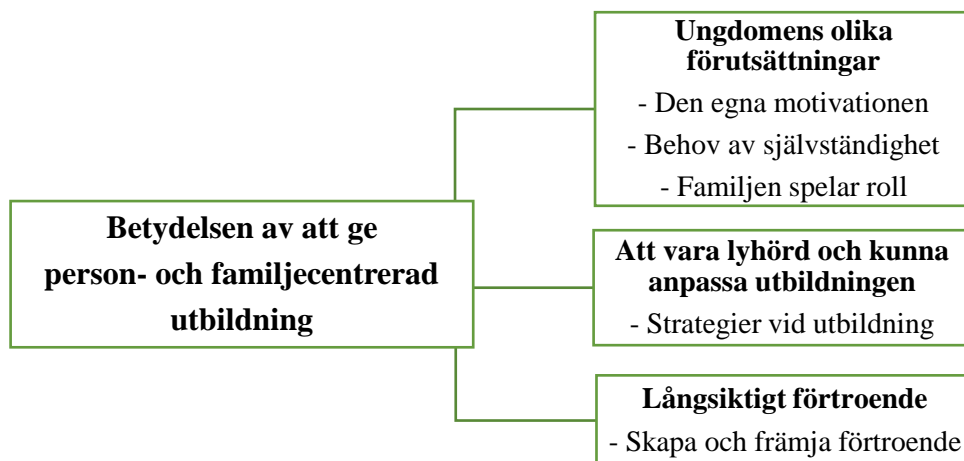 Betydelsen av att ge
person- och familjecentrerad
utbildning
Ungdomens olika
förutsättningar
- Den egna motivationen
- Behov av självständighet
- Familjen spelar roll
Att vara lyhörd och kunna
anpassa utbildningen
- Strategier vid utbildning
Långsiktigt förtroende
- Skapa och främja förtroende